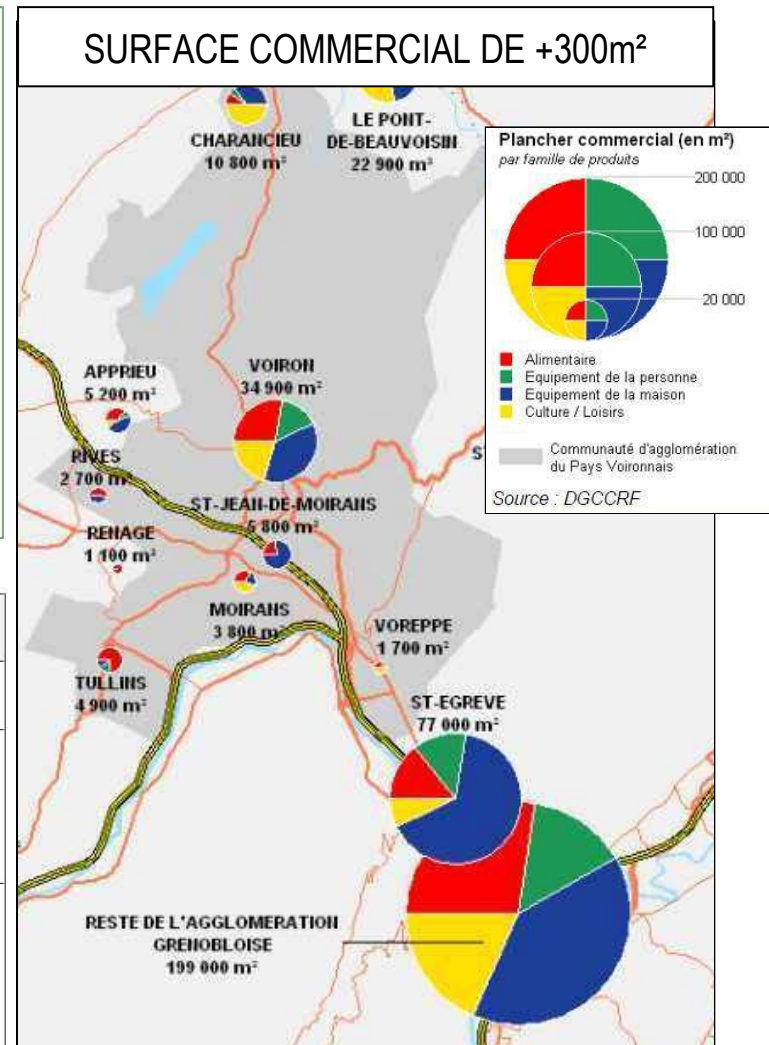 SURFACE COMMERCIAL DE +300m²
CHARANCIEU
10 800 m²
LE PONT-
DE-BEAUVOISIN
22 900 m²
Plancher commercial (en m²)
par famille de produits
200 000
100 000
20 000
Alimentaire
Equipement de la personne
Equipement de la maison
Culture / Loisirs
Communauté d'agglomération
du Pays Voironnais
Source : DGCCRF
APPRIEU
5 200 m²
VOIRON
34 900 m²
RIVES
2 700 m²
ST-JEAN-DE-MOIRANS
5 800 m²
RENAGE
1 100 m²
MOIRANS
3 800 m²
VOREPPE
1 700 m²
TULLINS
4 900 m²
ST-EGREVE
77 000 m²
RESTE DE L'AGGLOMERATION
GRENOBLOISE
199 000 m²